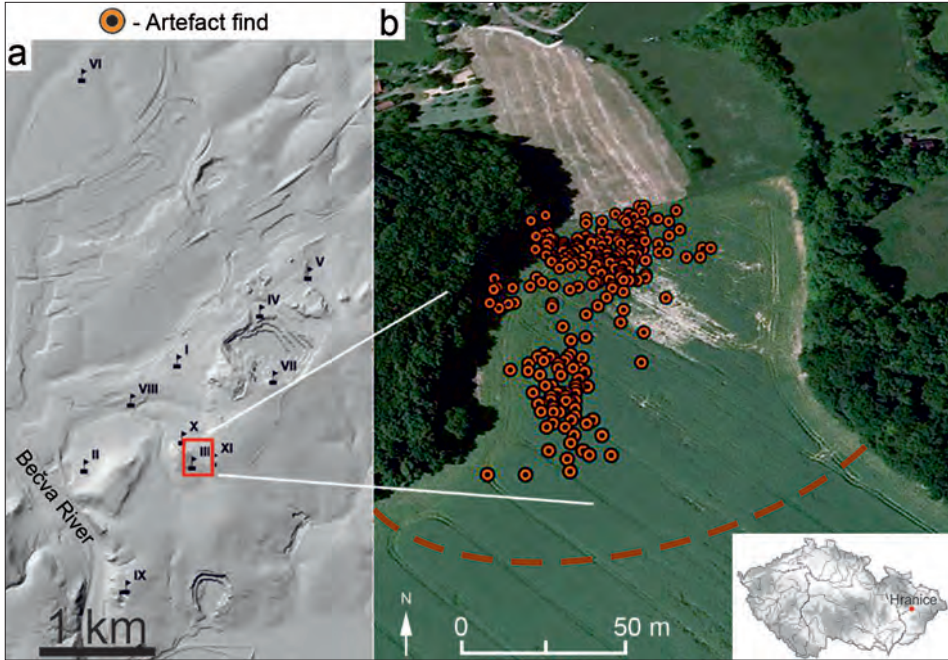 - Artefact find
a
b
VI
V
IV
I
VII
VIII
X
III
XI
II
Bečva River
IX
1 km
N
0
50 m
Hranice